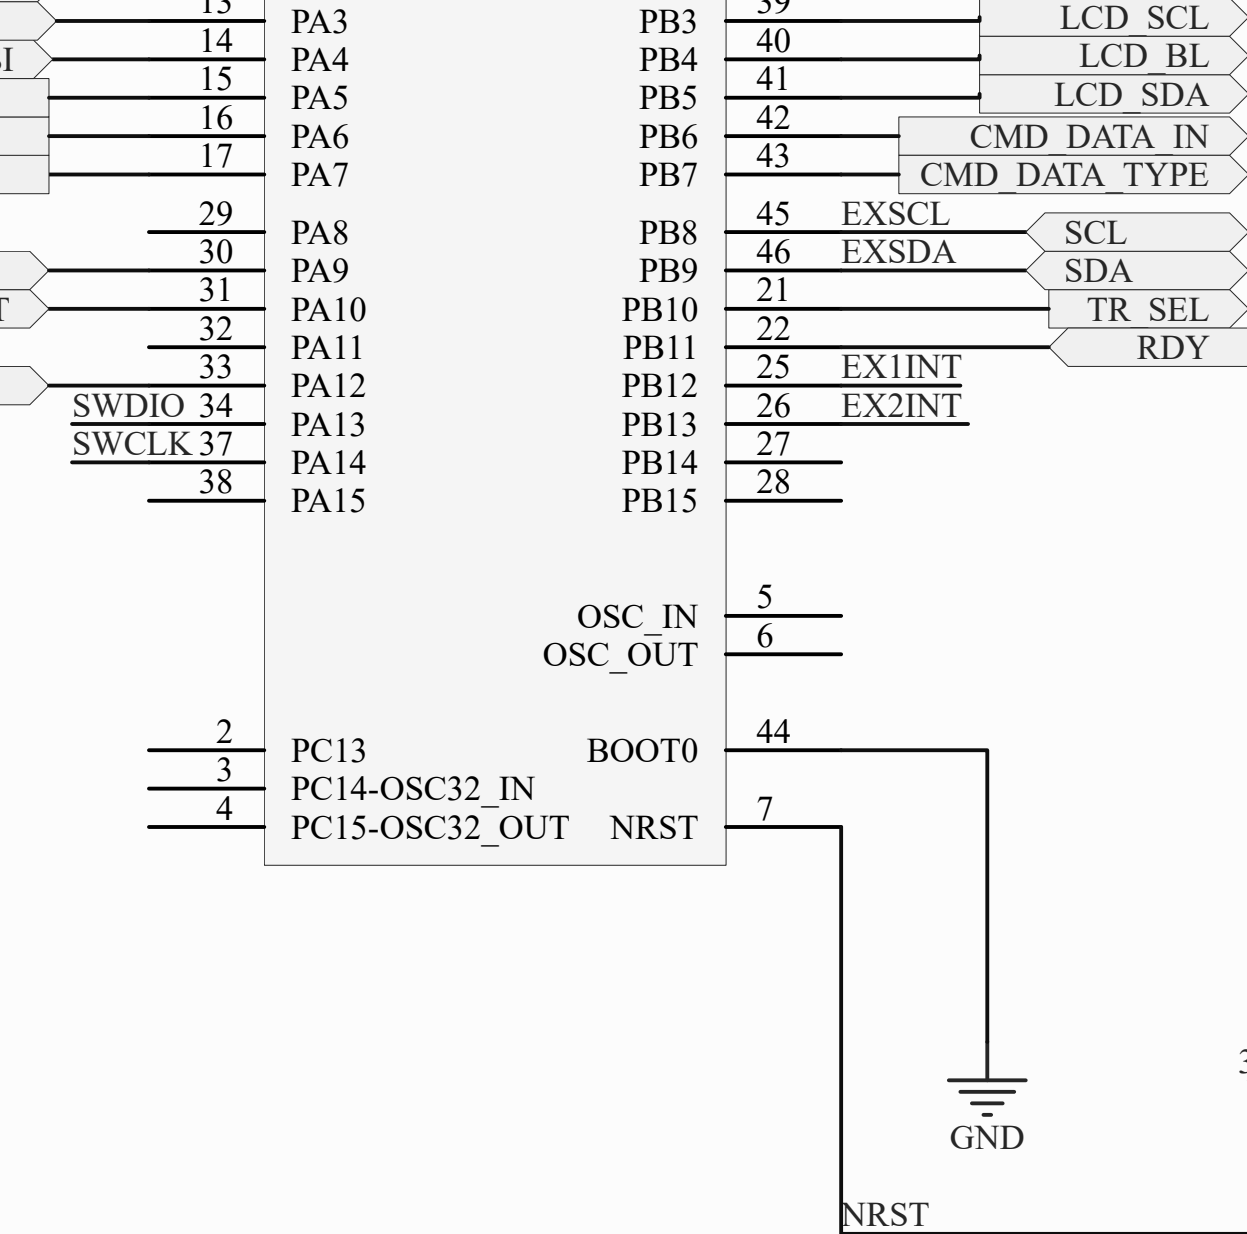 13 PA3 PB3 39 LCD_SCL
14 PA4 PB4 40 LCD_BL
15 PA5 PB5 41 LCD_SDA
16 PA6 PB6 42 CMD_DATA_IN
17 PA7 PB7 43 CMD_DATA_TYPE
29 PA8 PB8 45 EXSCL SCL
30 PA9 PB9 46 EXSDA SDA
31 PA10 PB10 21 TR_SEL
32 PA11 PB11 22 RDY
33 PA12 PB12 25 EX1INT
SWDIO 34 PA13 PB13 26 EX2INT
SWCLK 37 PA14 PB14 27
38 PA15 PB15 28
OSC_IN 5
OSC_OUT 6
2 PC13 BOOT0 44
3 PC14-OSC32_IN
4 PC15-OSC32_OUT NRST 7
GND
NRST